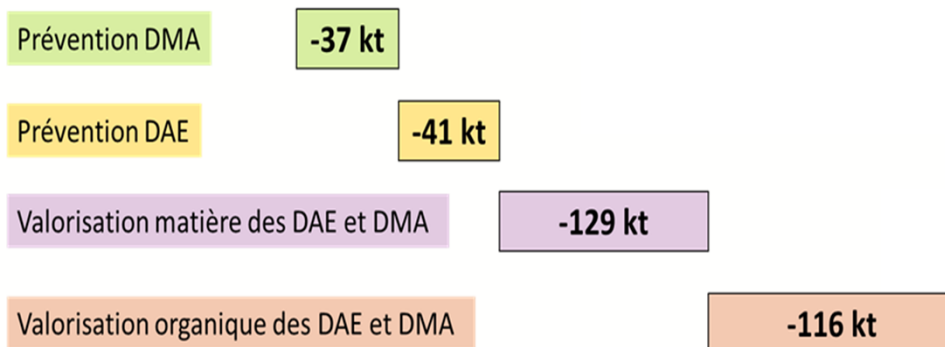 Prévention DMA -37 kt
Prévention DAE -41 kt
Valorisation matière des DAE et DMA -129 kt
Valorisation organique des DAE et DMA -116 kt